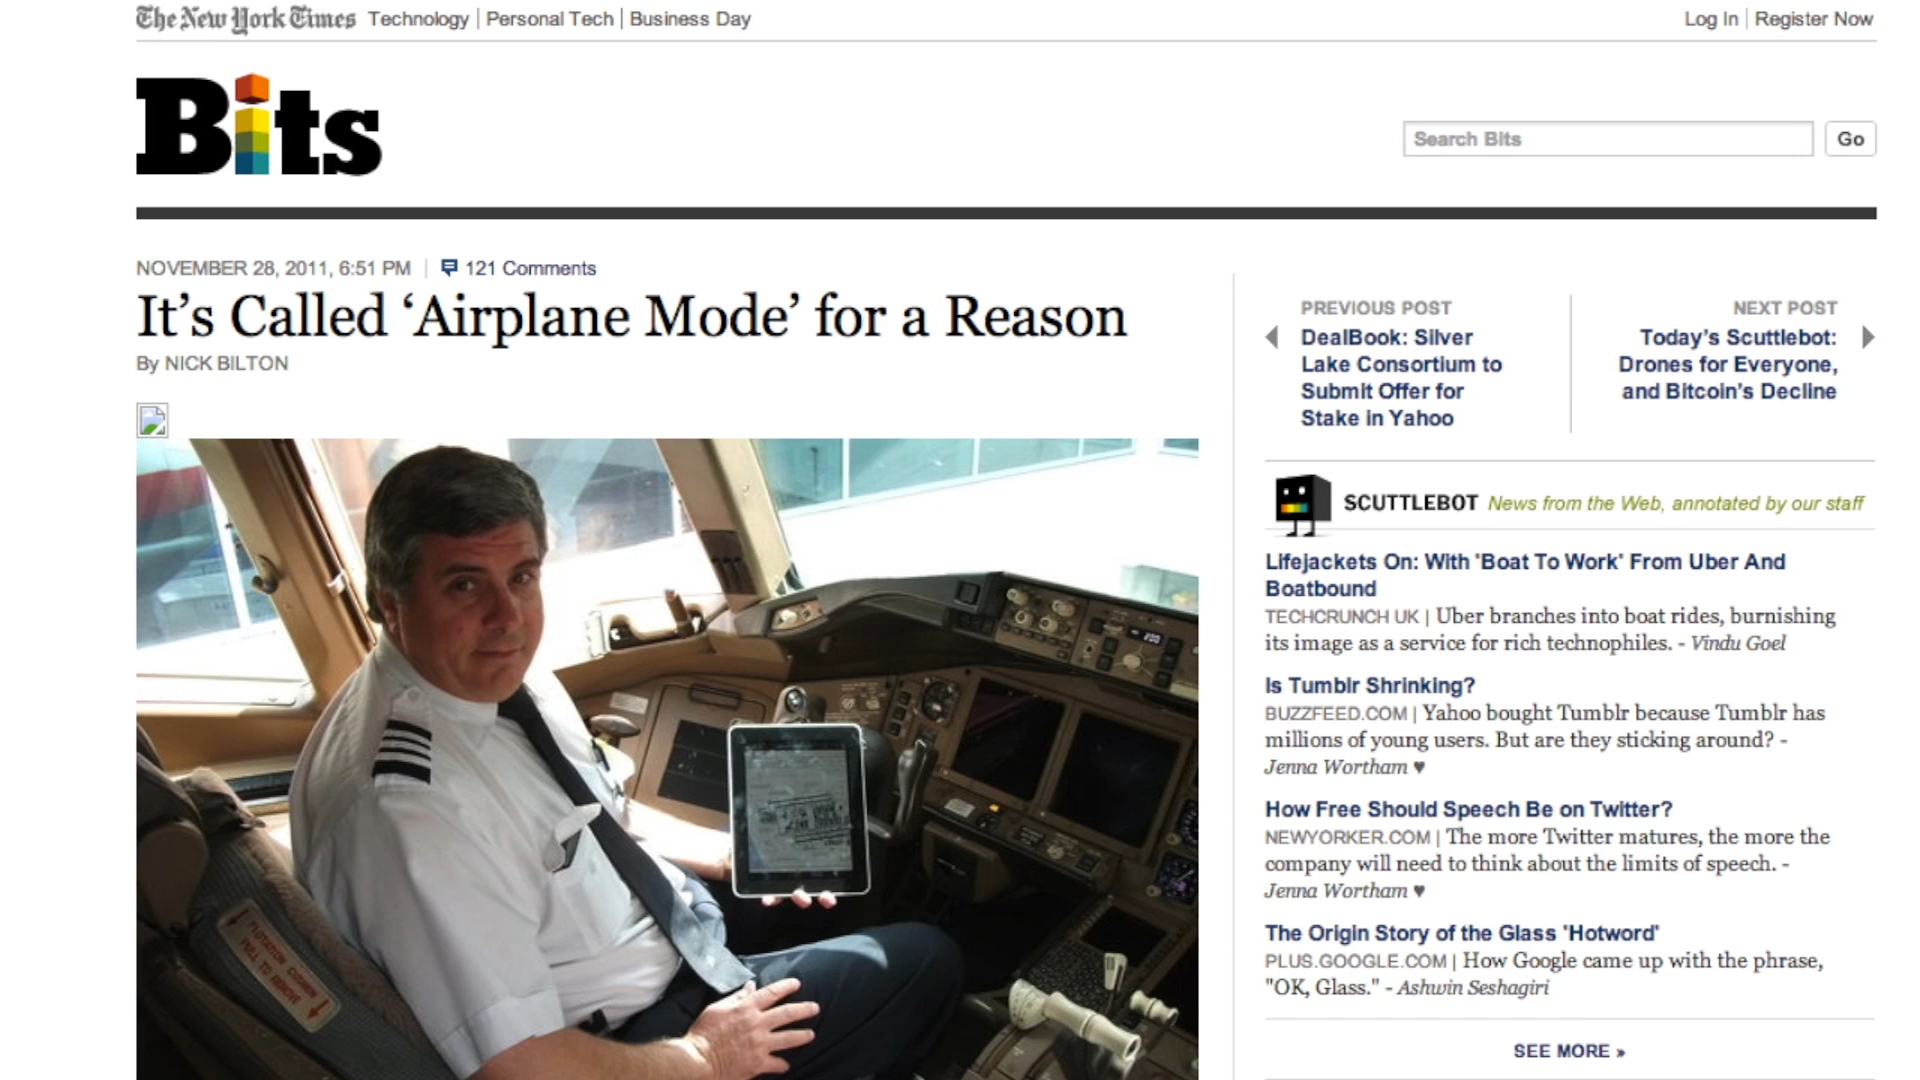 The New York Times Technology | Personal Tech | Business Day
Log In | Register Now
Bits
Search Bits
Go
NOVEMBER 28, 2011, 6:51 PM | 121 Comments
It’s Called ‘Airplane Mode’ for a Reason
By NICK BILTON
FLOTATION CUSHION
PULL TO REMOVE
PREVIOUS POST
DealBook: Silver
Lake Consortium to
Submit Offer for
Stake in Yahoo
NEXT POST
Today’s Scuttlebot:
Drones for Everyone,
and Bitcoin’s Decline
SCUTTLEBOT News from the Web, annotated by our staff
Lifejackets On: With 'Boat To Work' From Uber And
Boatbound
TECHCRUNCH UK | Uber branches into boat rides, burnishing
its image as a service for rich technophiles. - Vindu Goel
Is Tumblr Shrinking?
BUZZFEED.COM | Yahoo bought Tumblr because Tumblr has
millions of young users. But are they sticking around? -
Jenna Wortham ♥
How Free Should Speech Be on Twitter?
NEWYORKER.COM | The more Twitter matures, the more the
company will need to think about the limits of speech. -
Jenna Wortham ♥
The Origin Story of the Glass 'Hotword'
PLUS.GOOGLE.COM | How Google came up with the phrase,
"OK, Glass." - Ashwin Seshagiri
SEE MORE »